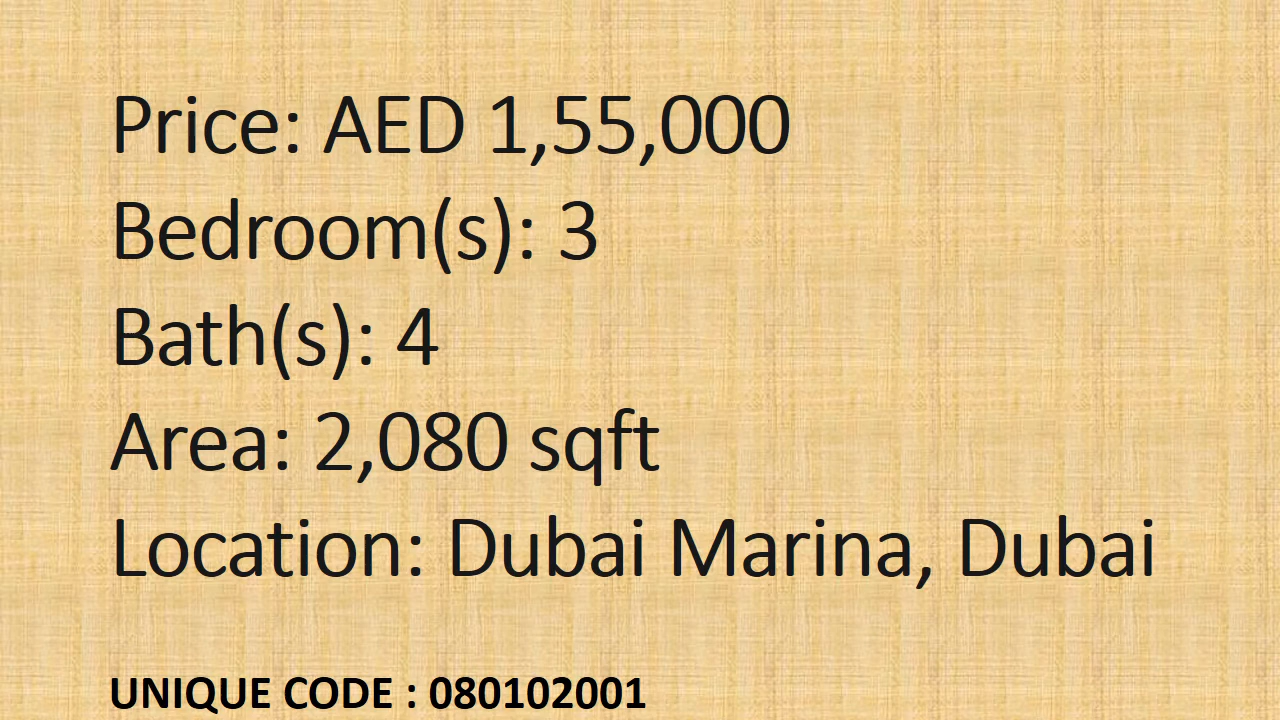 Price: AED 1,55,000
Bedroom(s): 3
Bath(s): 4
Area: 2,080 sqft
Location: Dubai Marina, Dubai
UNIQUE CODE : 080102001